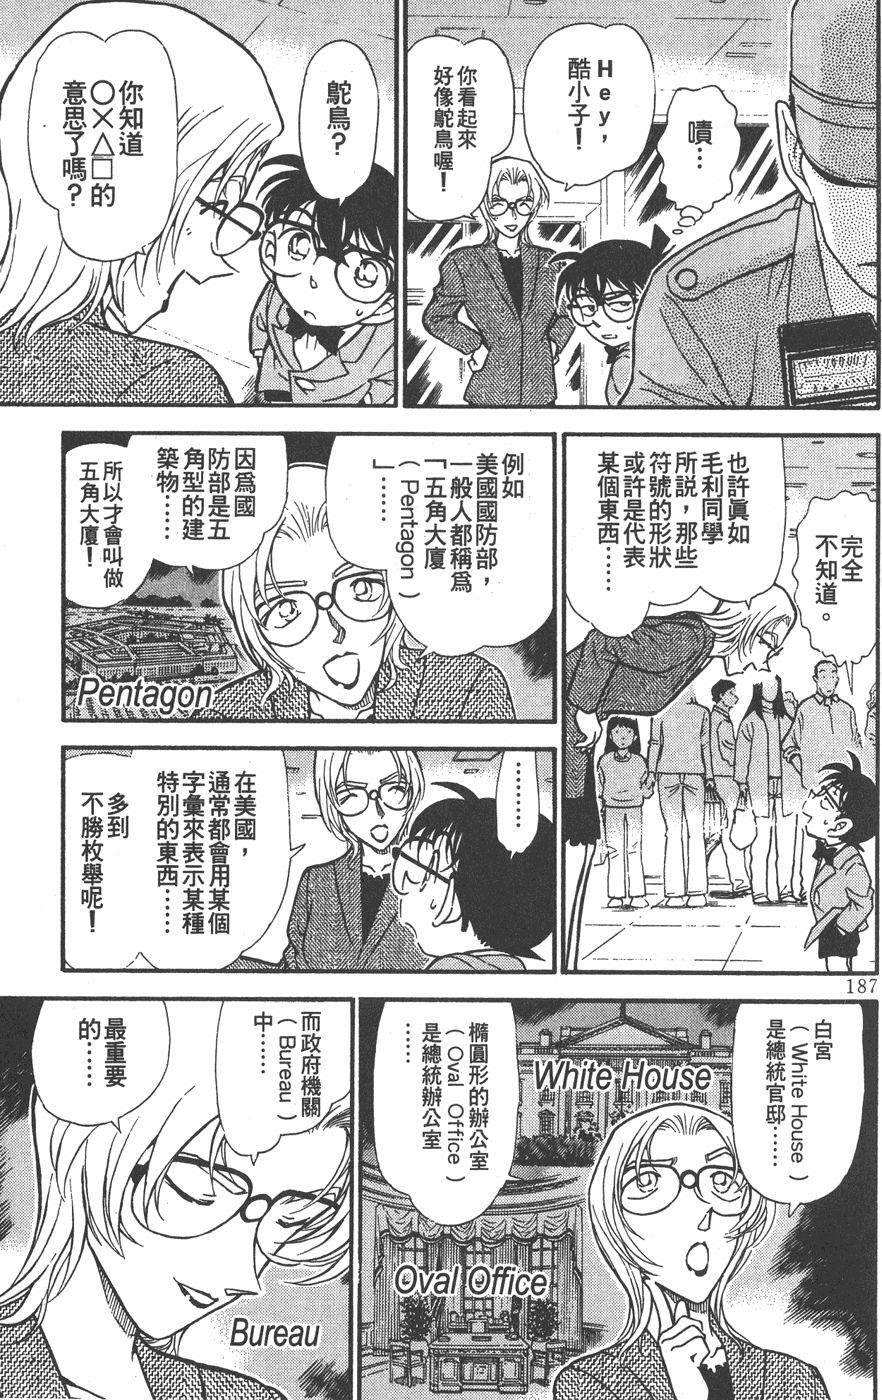 嘖…
Hey,
酷小子！
你看起來
好像鴕鳥喔！
鴕鳥？
你知道
○×△□的
意思了嗎？
完全
不知道。
也許真如
毛利同學
所說，那些
符號的形狀
或許是代表
某個東西……
例如
美國國防部，
一般人都稱為
「五角大廈
（Pentagon）
」……
因為國
防部是五
角型的建
築物……
所以才會叫做
五角大廈！
Pentagon
………
在美國，
通常都會用某個
字彙來表示某種
特別的東西……
多到
不勝枚舉呢！
187
白宮
（White House）
是總統官邸……
White House
橢圓形的辦公室
（Oval Office）
是總統辦公室
……
Oval Office
而政府機關
（Bureau）
中……
最重要
的……
Bureau